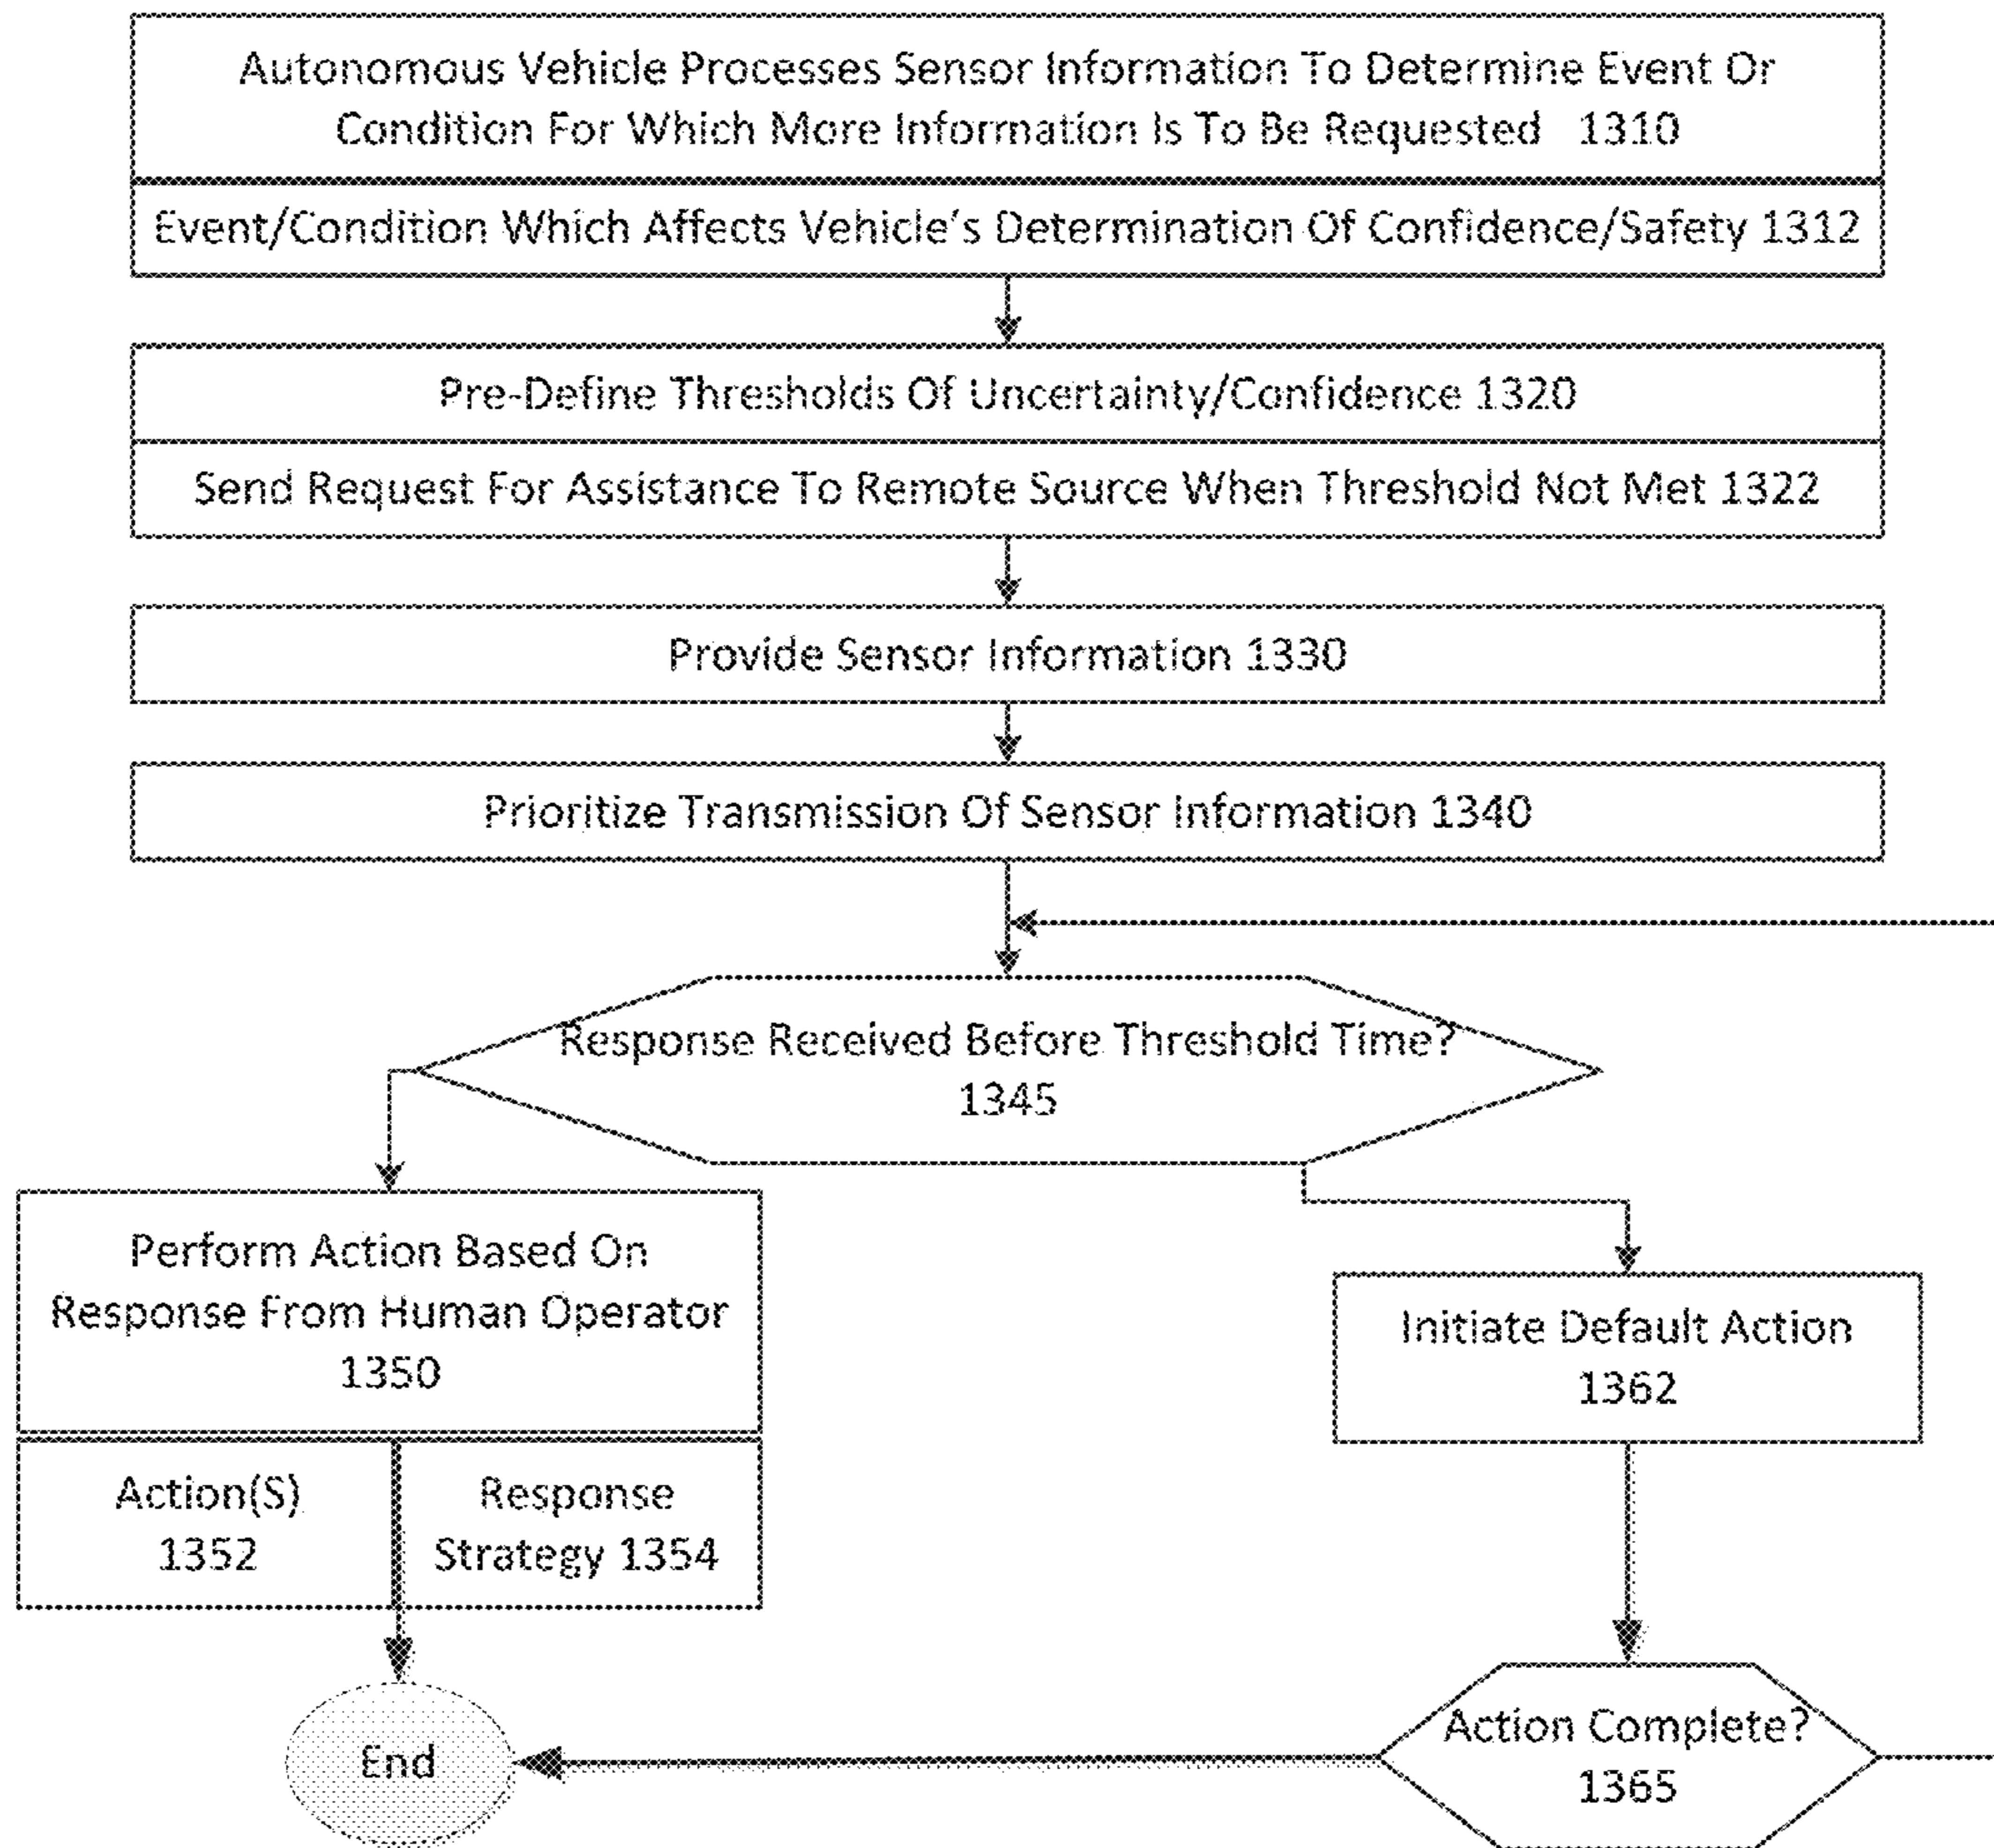 Autonomous Vehicle Processes Sensor Information To Determine Event Or
Condition For Which More Information Is To Be Requested 1310
Event/Condition Which Affects Vehicle's Determination Of Confidence/Safety 1312
Pre-Define Thresholds Of Uncertainty/Confidence 1320
Send Request For Assistance To Remote Source When Threshold Not Met 1322
Provide Sensor Information 1330
Prioritize Transmission Of Sensor Information 1340
Response Received Before Threshold Time?
1345
Perform Action Based On
Response From Human Operator
1350
Action(S)
1352
Response
Strategy 1354
Initiate Default Action
1362
Action Complete?
1365
End